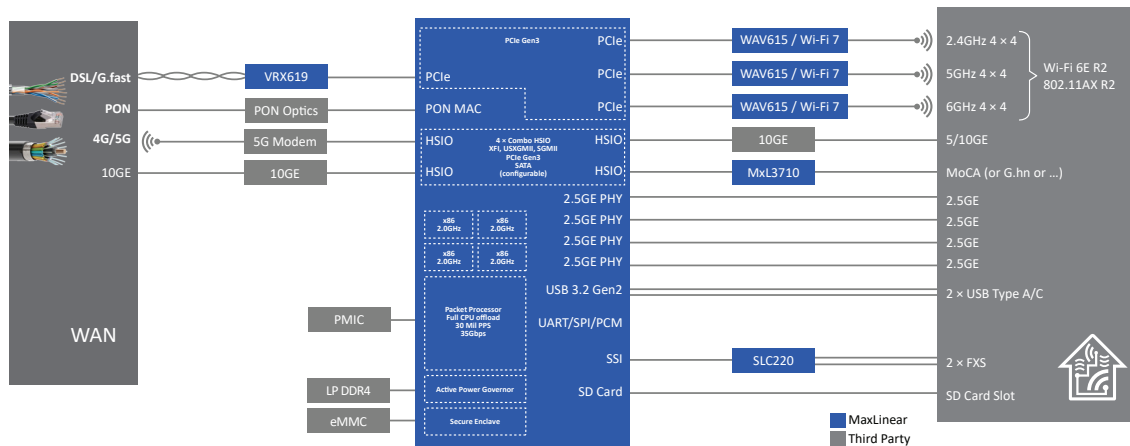 DSL/G.fast
PON
4G/5G
10GE
WAN
VRX619
PON Optics
5G Modem
10GE
PMIC
LP DDR4
eMMC
PCIe Gen3
PCIe
PCIe
PCIe
PCIe
PON MAC
HSIO
HSIO
4 × Combo HSIO
XFI, USXIGMII, SGMII
PCIe Gen3
SATA
(configurable)
HSIO
HSIO
2.5GE PHY
2.5GE PHY
2.5GE PHY
2.5GE PHY
x86
2.0GHz
x86
2.0GHz
x86
2.0GHz
x86
2.0GHz
USB 3.2 Gen2
Packet Processor
Full CPU offload
30 Mil PPS
35Gbps
UART/SPI/PCM
SSI
Active Power Governor
SD Card
Secure Enclave
WAV615 / Wi-Fi 7
WAV615 / Wi-Fi 7
WAV615 / Wi-Fi 7
10GE
MxL3710
SLC220
2.4GHz 4 × 4
5GHz 4 × 4
6GHz 4 × 4
Wi-Fi 6E R2
802.11AX R2
5/10GE
MoCA (or G.hn or ...)
2.5GE
2.5GE
2.5GE
2.5GE
2 × USB Type A/C
2 × FXS
SD Card Slot
MaxLinear
Third Party